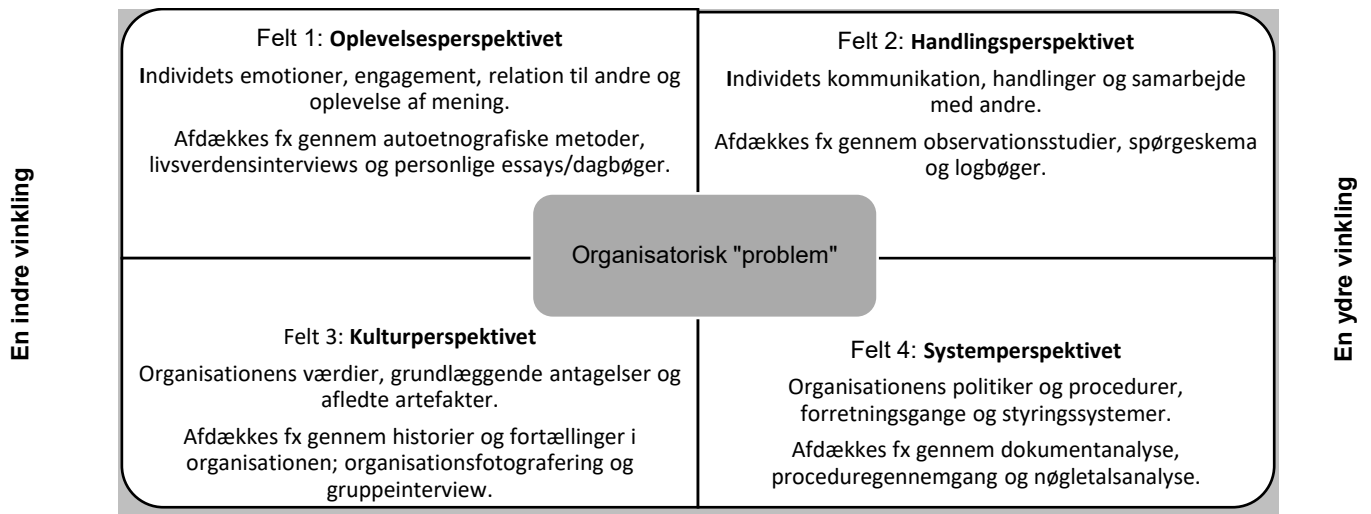 En indre vinkling
Felt 1: Oplevelsesperspektivet
Individets emotioner, engagement, relation til andre og
oplevelse af mening.
Afdækkes fx gennem autoetnografiske metoder,
livsverdensinterviews og personlige essays/dagbøger.
Felt 2: Handlingsperspektivet
Individets kommunikation, handlinger og samarbejde
med andre.
Afdækkes fx gennem observationsstudier, spørgeskema
og logbøger.
Organisatorisk "problem"
Felt 3: Kulturperspektivet
Organisationens værdier, grundlæggende antagelser og
afledte artefakter.
Afdækkes fx gennem historier og fortællinger i
organisationen; organisationsfotografering og
gruppeinterview.
Felt 4: Systemperspektivet
Organisationens politiker og procedurer,
forretningsgange og styringssystemer.
Afdækkes fx gennem dokumentanalyse,
proceduregennemgang og nøgletalsanalyse.
En ydre vinkling